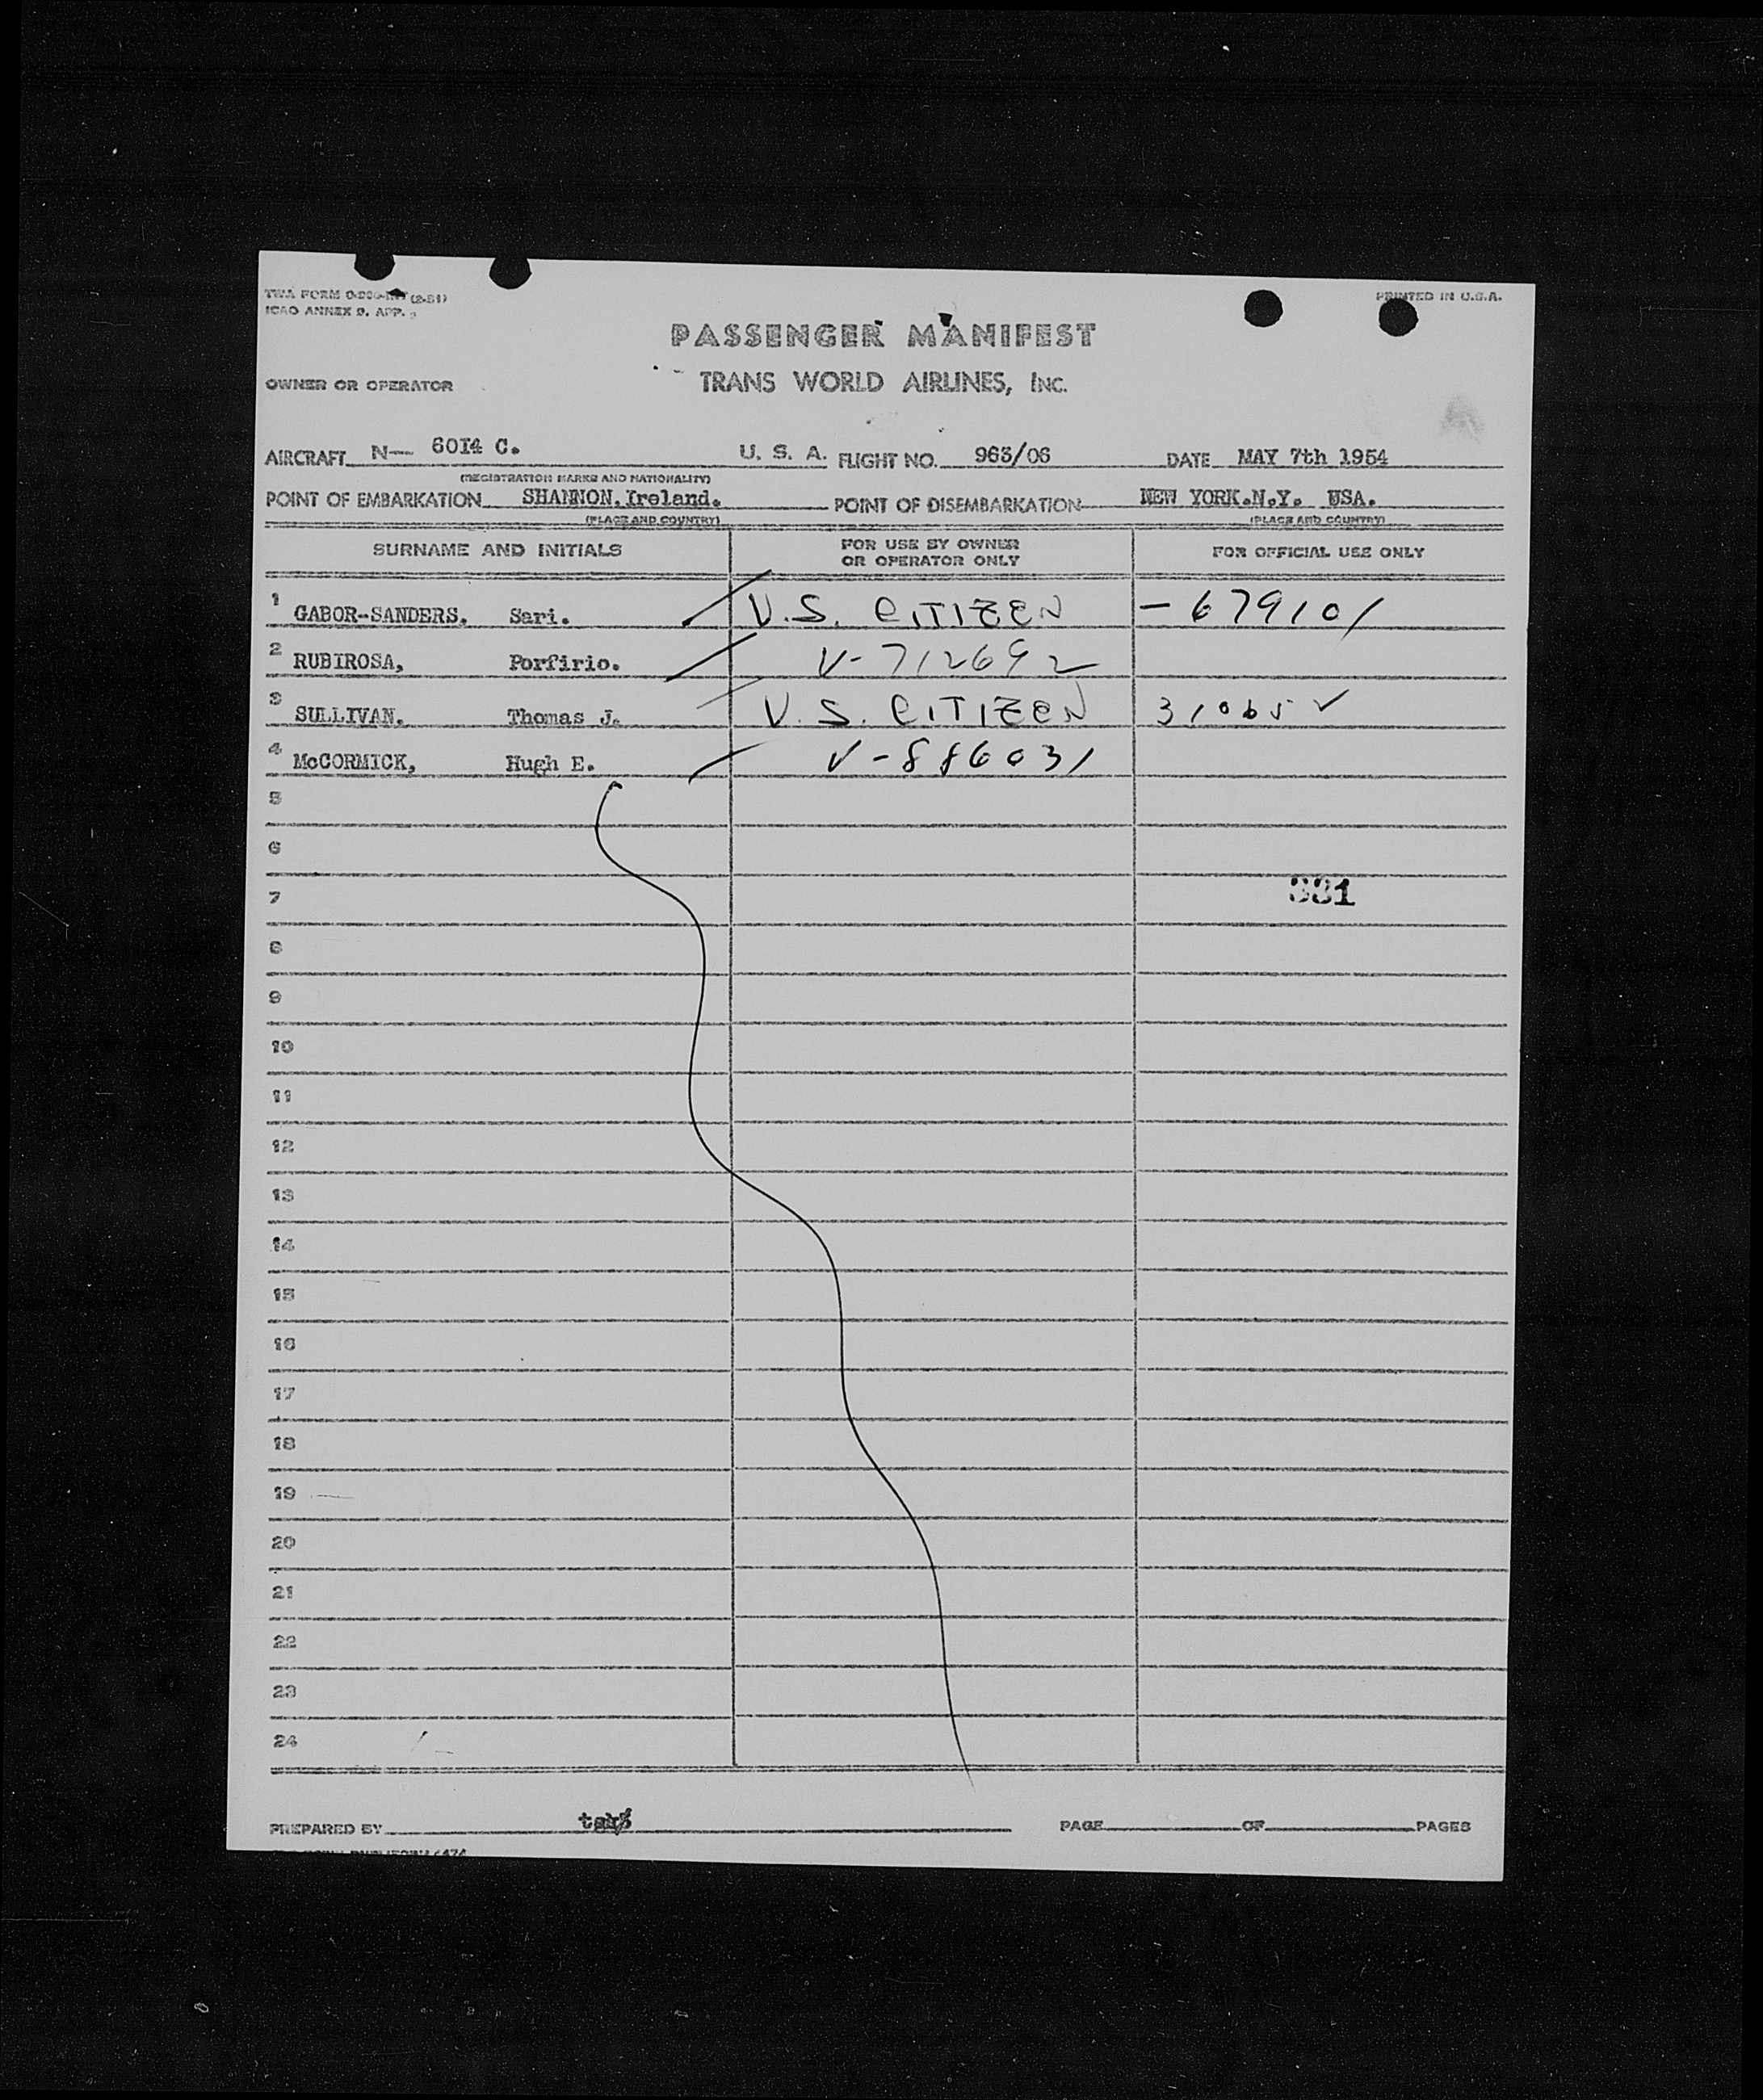 TWA FORM (2-51) PRINTED IN U.S.A.
ICAO ANNEX 9. APP.
PASSENGER MANIFEST
OWNER OR OPERATOR TRANS WORLD AIRLINES, INC.
AIRCRAFT N— 6014 C. U. S. A. FLIGHT NO. 963/06 DATE MAY 7th 1954
(REGISTRATION MARKS AND NATIONALITY)
POINT OF EMBARKATION SHANNON, Ireland. POINT OF DISEMBARKATION NEW YORK.N.Y. USA.
(PLACE AND COUNTRY) (PLACE AND COUNTRY)
SURNAME AND INITIALS FOR USE BY OWNER OR OPERATOR ONLY FOR OFFICIAL USE ONLY
1 GABOR-SANDERS. Sari. U.S. CITIZEN - 679101
2 RUBIROSA, Porfirio. V-712692
3 SULLIVAN. Thomas J. U.S. CITIZEN 31065 ✓
4 McCORMICK, Hugh E. V-886031
5
6
7 331
8
9
10
11
12
13
14
15
16
17
18
19
20
21
22
23
24
PREPARED BY PAGE OF PAGES